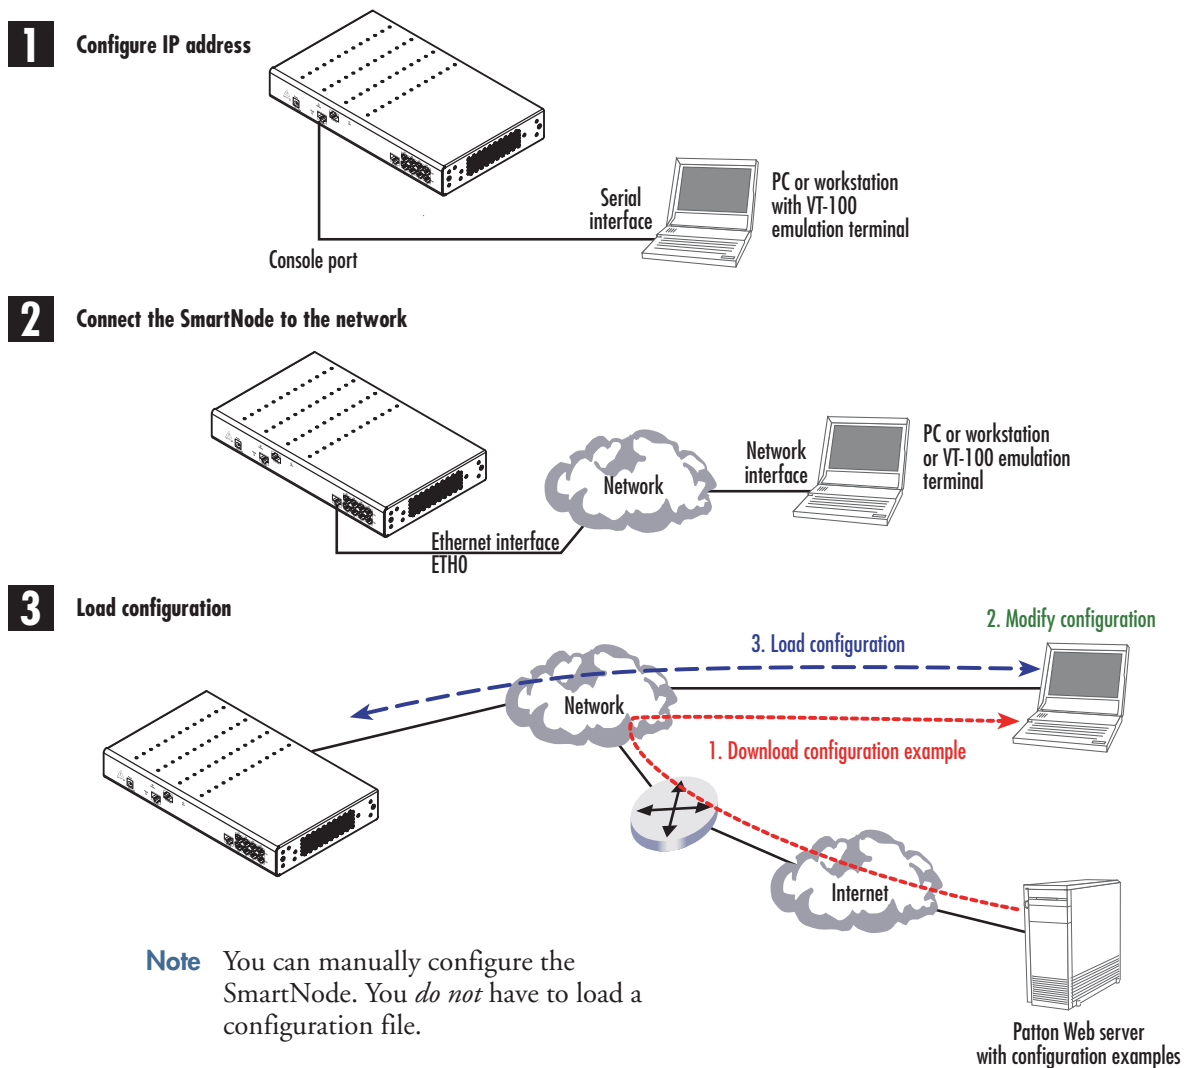 1 Configure IP address
Serial
interface
PC or workstation
with VT-100
emulation terminal
Console port
2 Connect the SmartNode to the network
Network
Network
interface
PC or workstation
or VT-100 emulation
terminal
Ethernet interface
ETH0
3 Load configuration
2. Modify configuration
3. Load configuration
Network
1. Download configuration example
Internet
Note You can manually configure the
SmartNode. You do not have to load a
configuration file.
Patton Web server
with configuration examples